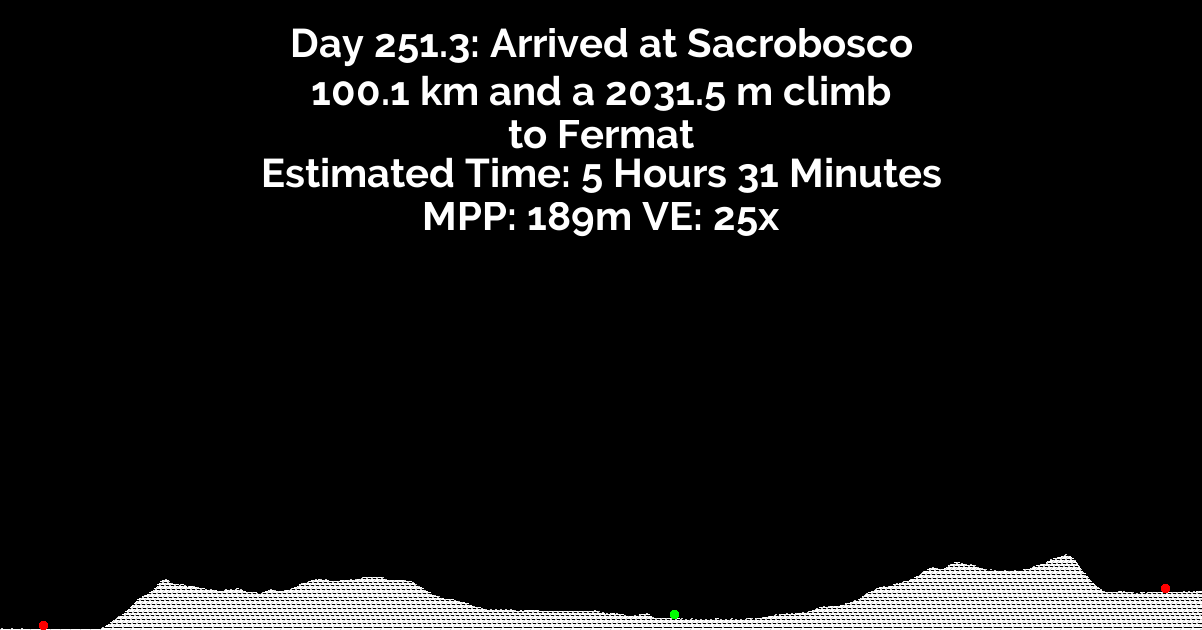 Day 251.3: Arrived at Sacrobosco
100.1 km and a 2031.5 m climb
to Fermat
Estimated Time: 5 Hours 31 Minutes
MPP: 189m VE: 25x